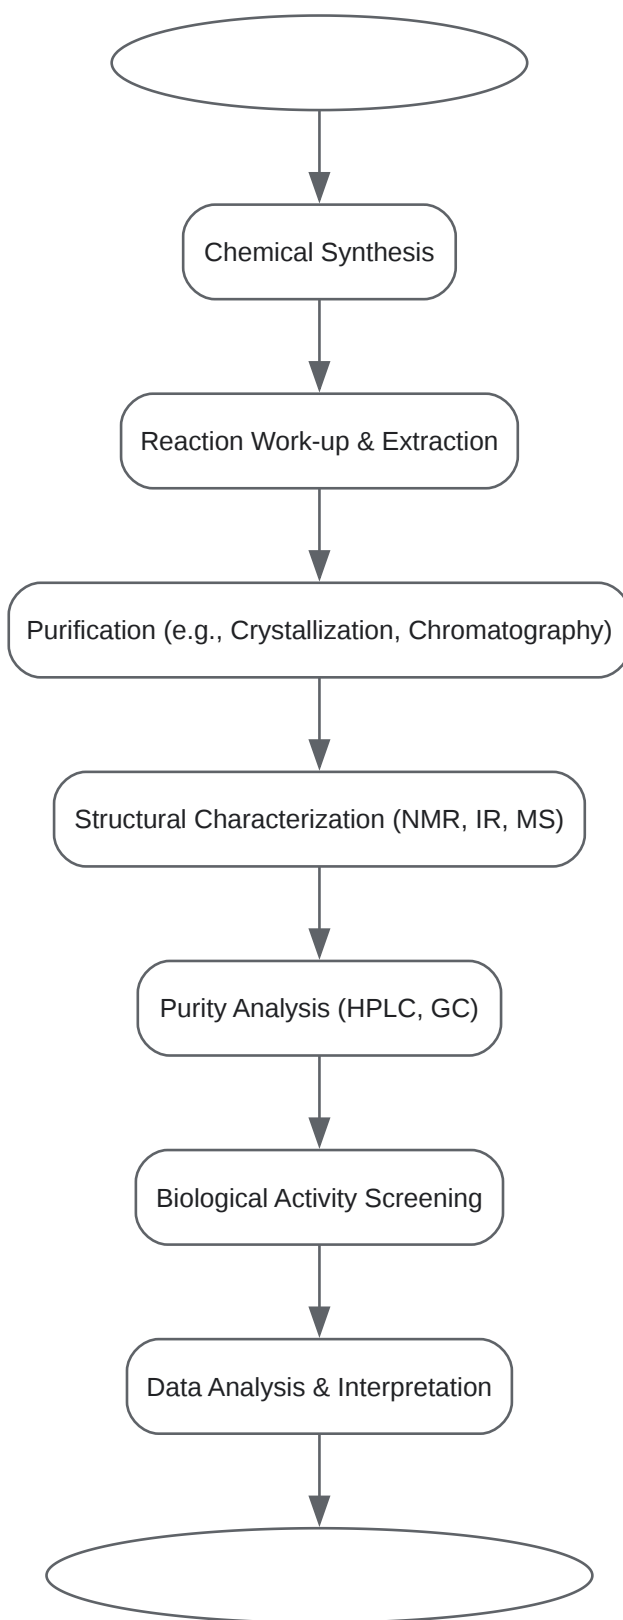 Chemical Synthesis
Reaction Work-up & Extraction
Purification (e.g., Crystallization, Chromatography)
Structural Characterization (NMR, IR, MS)
Purity Analysis (HPLC, GC)
Biological Activity Screening
Data Analysis & Interpretation